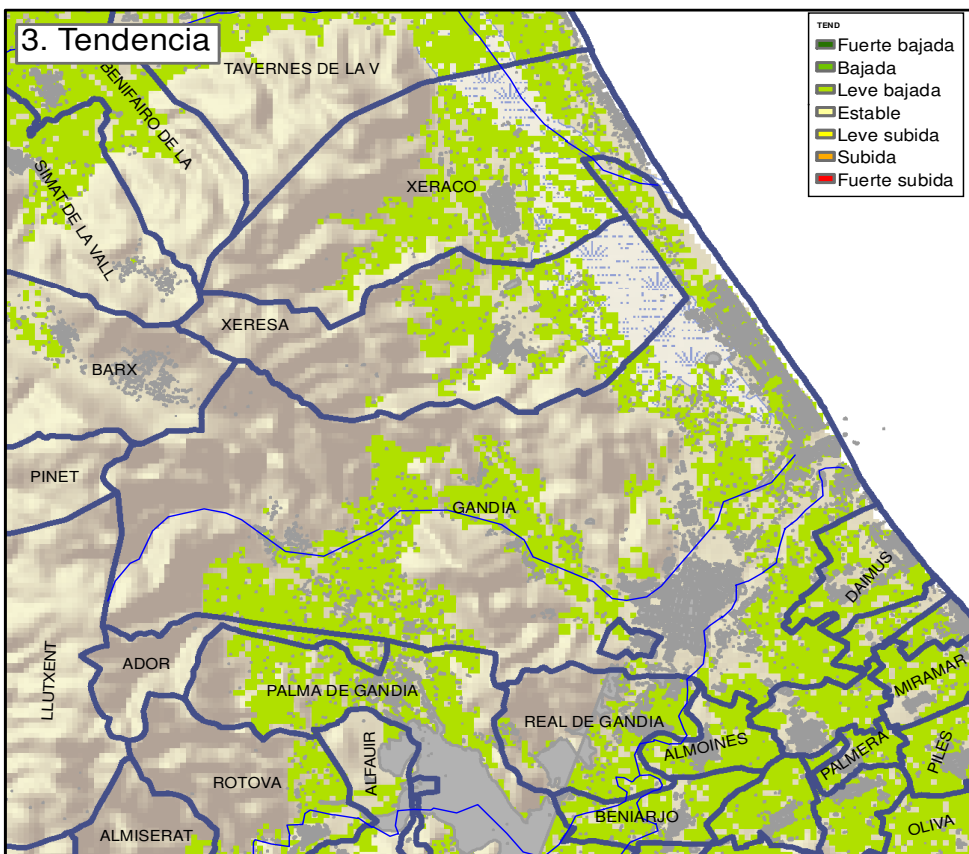 3. Tendencia
TEND
Fuerte bajada
Bajada
Leve bajada
Estable
Leve subida
Subida
Fuerte subida
TAVERNES DE LA V
BENIFAIRO DE LA
SIMAT DE LA VALL
XERACO
XERESA
BARX
PINET
GANDIA
DAIMUS
LLUTXENT
ADOR
PALMA DE GANDIA
REAL DE GANDIA
MIRAMAR
ALMOINES
PALMERA
PILES
ALFAUIR
ROTOVA
BENIARJO
OLIVA
ALMISERAT